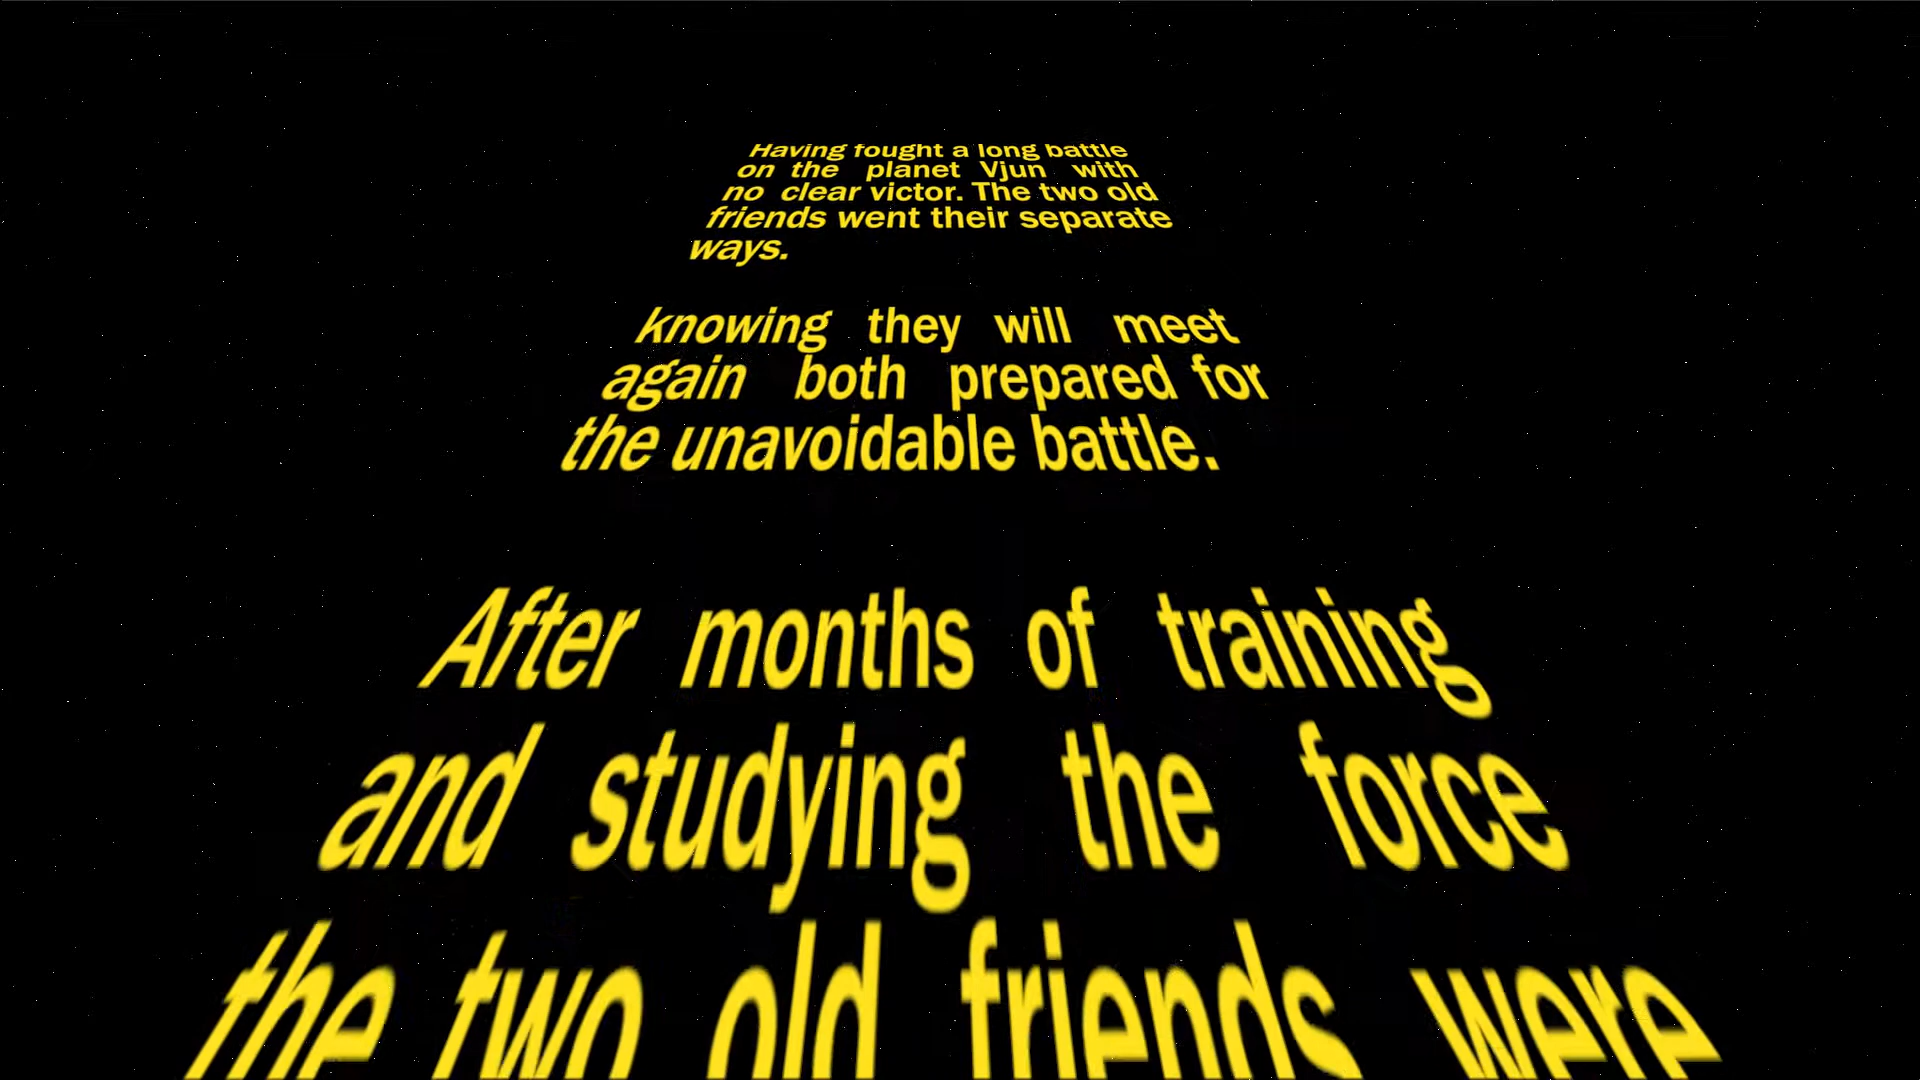 Having fought a long battle
on the planet Vjun with
no clear victor. The two old
friends went their separate
ways.
knowing they will meet
again both prepared for
the unavoidable battle.
After months of training
and studying the force
the two old friends were